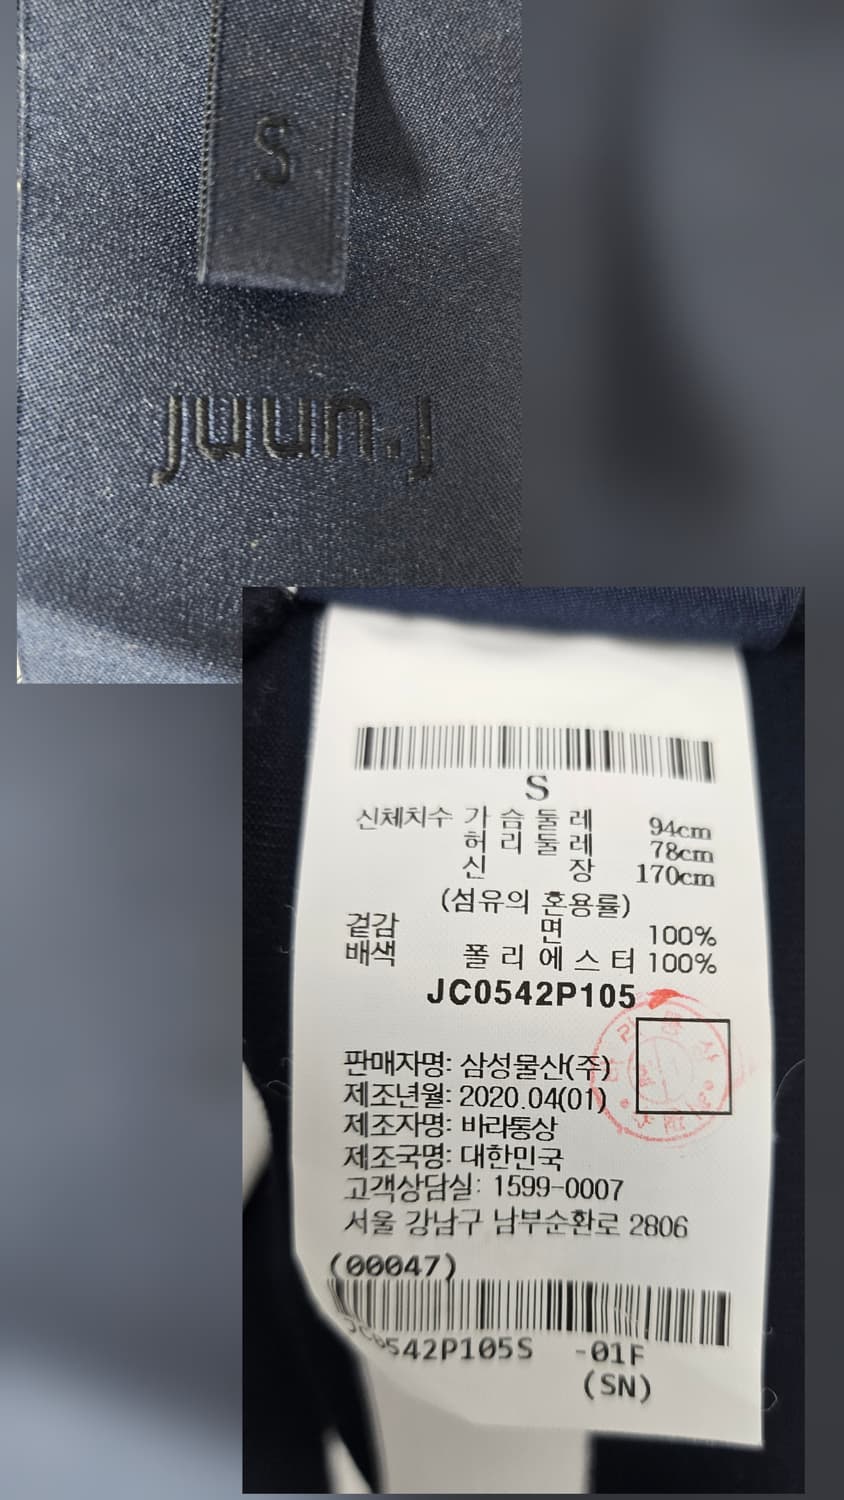 S
juun.j
S
신체치수 가슴둘레 94cm
허리둘레 78cm
신장 170cm
(섬유의 혼용률)
겉감 면 100%
배색 폴리에스터 100%
JC0542P105
판매자명: 삼성물산(주)
제조년월: 2020.04(01)
제조자명: 바라통상
제조국명: 대한민국
고객상담실: 1599-0007
서울 강남구 남부순환로 2806
(00047)
JC0542P105S -01F
(SN)